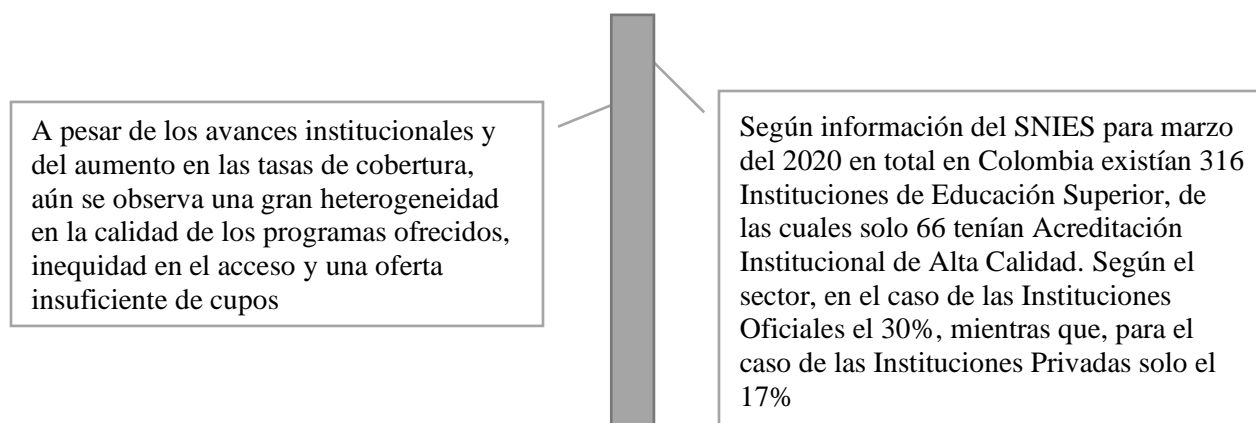 A pesar de los avances institucionales y
del aumento en las tasas de cobertura,
aún se observa una gran heterogeneidad
en la calidad de los programas ofrecidos,
inequidad en el acceso y una oferta
insuficiente de cupos
Según información del SNIES para marzo
del 2020 en total en Colombia existían 316
Instituciones de Educación Superior, de
las cuales solo 66 tenían Acreditación
Institucional de Alta Calidad. Según el
sector, en el caso de las Instituciones
Oficiales el 30%, mientras que, para el
caso de las Instituciones Privadas solo el
17%